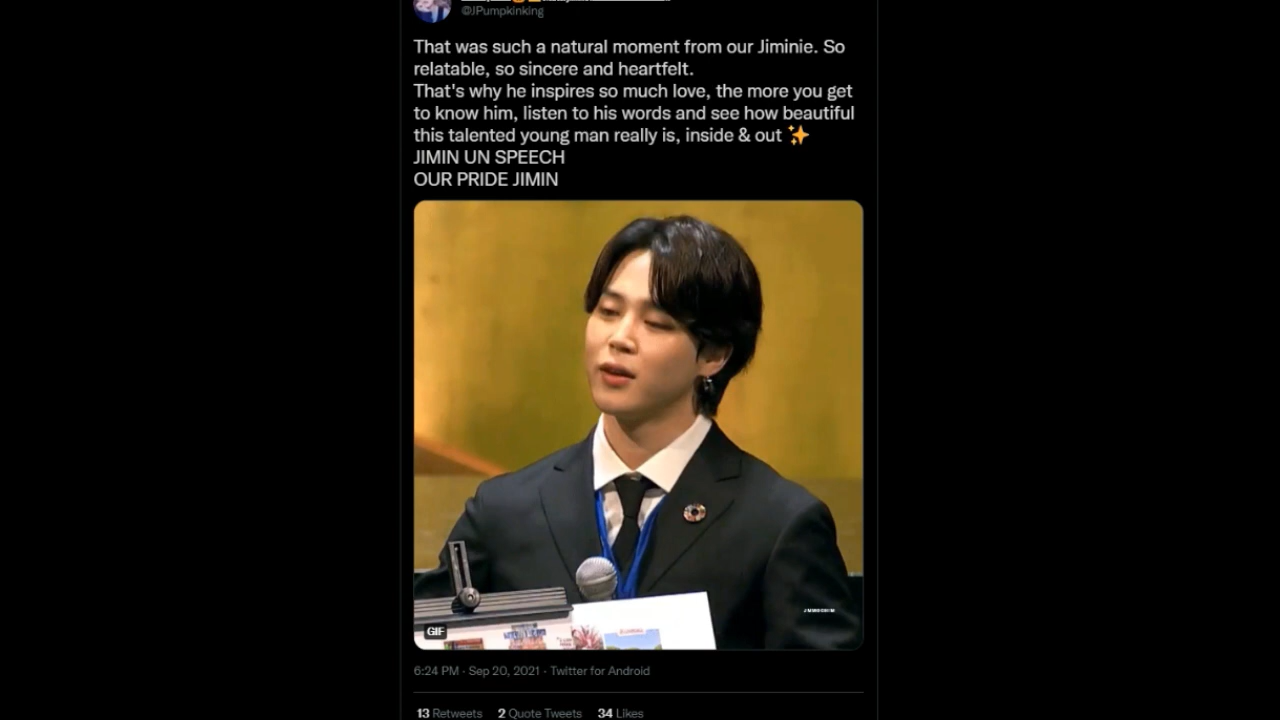 @JPumpkinking
That was such a natural moment from our Jiminie. So
relatable, so sincere and heartfelt.
That's why he inspires so much love, the more you get
to know him, listen to his words and see how beautiful
this talented young man really is, inside & out ✨
JIMIN UN SPEECH
OUR PRIDE JIMIN
GIF
6:24 PM · Sep 20, 2021 · Twitter for Android
13 Retweets 2 Quote Tweets 34 Likes